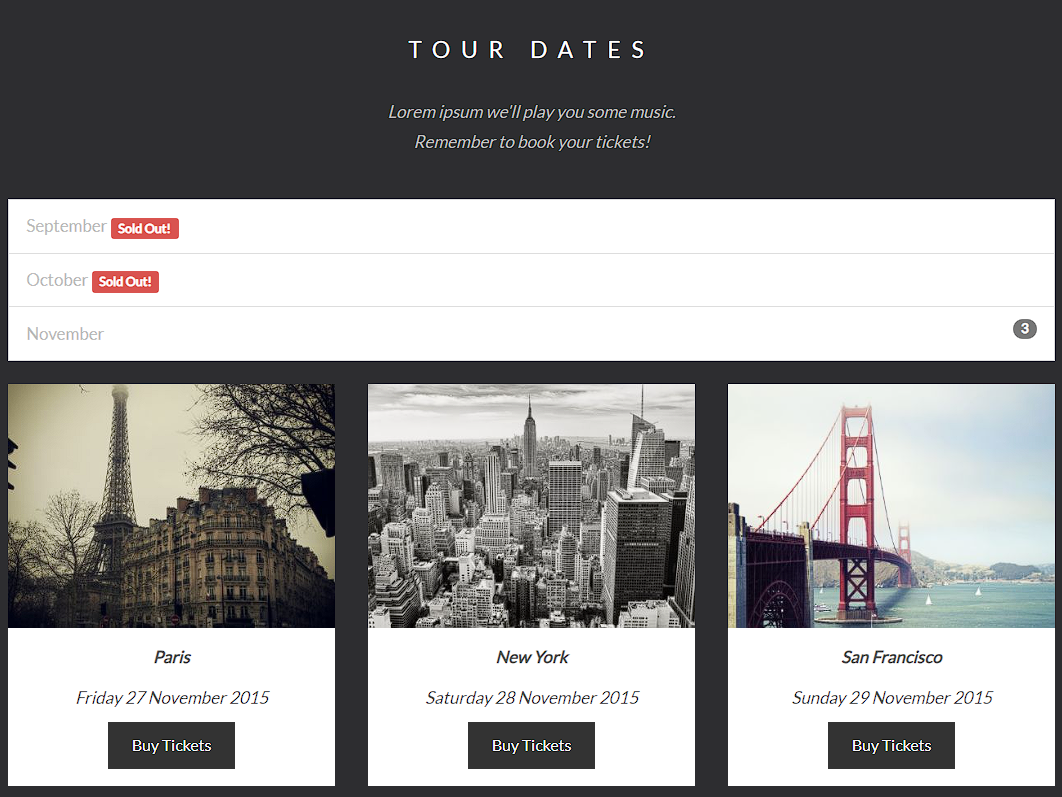 TOUR DATES
Lorem ipsum we'll play you some music.
Remember to book your tickets!
September Sold Out!
October Sold Out!
November 3
Paris
Friday 27 November 2015
Buy Tickets
New York
Saturday 28 November 2015
Buy Tickets
San Francisco
Sunday 29 November 2015
Buy Tickets